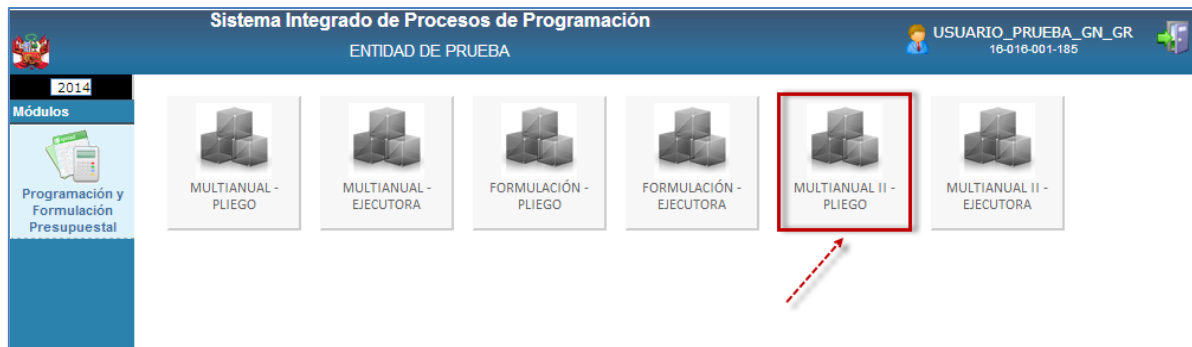 Sistema Integrado de Procesos de Programación
ENTIDAD DE PRUEBA
USUARIO_PRUEBA_GN_GR
16-016-001-185
2014
Módulos
Programación y
Formulación
Presupuestal
MULTIANUAL -
PLIEGO
MULTIANUAL -
EJECUTORA
FORMULACIÓN -
PLIEGO
FORMULACIÓN -
EJECUTORA
MULTIANUAL II -
PLIEGO
MULTIANUAL II -
EJECUTORA